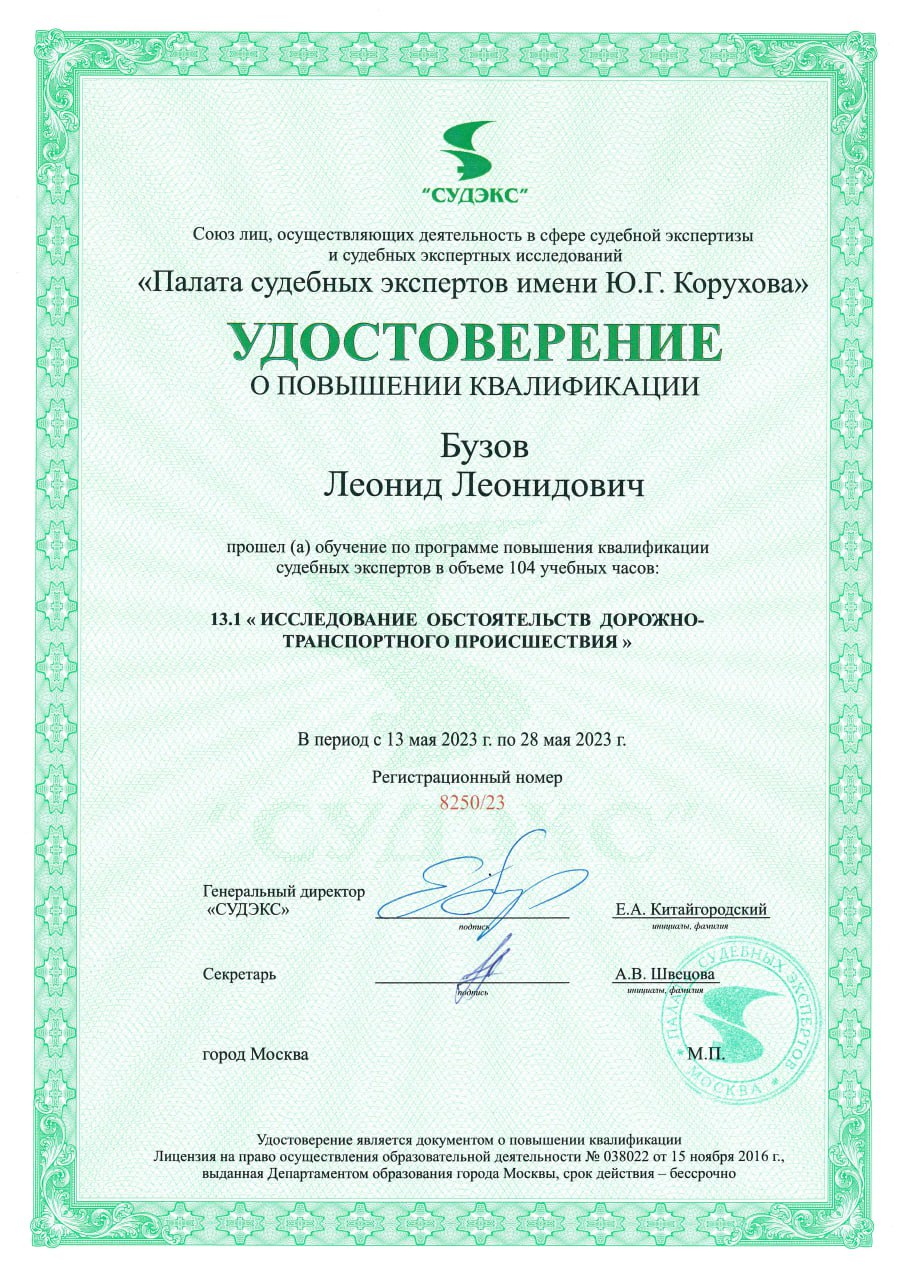 "СУДЭКС"
Союз лиц, осуществляющих деятельность в сфере судебной экспертизы
и судебных экспертных исследований
«Палата судебных экспертов имени Ю.Г. Корухова»
УДОСТОВЕРЕНИЕ
О ПОВЫШЕНИИ КВАЛИФИКАЦИИ
Бузов
Леонид Леонидович
прошел (а) обучение по программе повышения квалификации
судебных экспертов в объеме 104 учебных часов:
13.1 « ИССЛЕДОВАНИЕ ОБСТОЯТЕЛЬСТВ ДОРОЖНО-
ТРАНСПОРТНОГО ПРОИСШЕСТВИЯ »
В период с 13 мая 2023 г. по 28 мая 2023 г.
Регистрационный номер
8250/23
"СУДЭКС"
Генеральный директор
«СУДЭКС»
Е.А. Китайгородский
подпись
инициалы, фамилия
Секретарь
А.В. Швецова
подпись
инициалы, фамилия
ПАЛАТА СУДЕБНЫХ ЭКСПЕРТОВ
* МОСКВА *
город Москва
М.П.
Удостоверение является документом о повышении квалификации
Лицензия на право осуществления образовательной деятельности № 038022 от 15 ноября 2016 г.,
выданная Департаментом образования города Москвы, срок действия – бессрочно